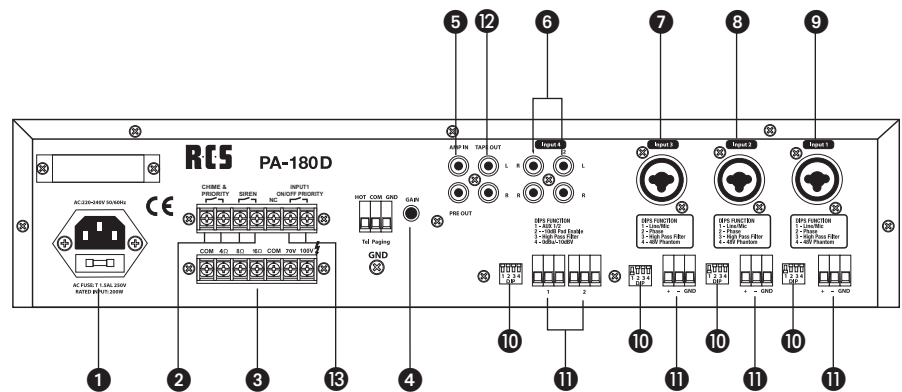 5 12 6 7 8 9
RCS PA-180D
AC:220-240V 50/60Hz
CE
AC FUSE: T 1.5AL 250V
RATED INPUT: 200W
CHIME & PRIORITY
SIREN
NC
INPUT1 ON/OFF PRIORITY
COM 4Ω 8Ω 16Ω COM 70V 100V
HOT COM GND
Tel Paging
GND
GAIN
AMP IN
TAPE OUT
PRE OUT
L
R
Input 4
1 2
R L
R R
DIPS FUNCTION
1 - AUX 1/2
2 - -10dB Pad Enable
3 - High Pass Filter
4 - 0dBu/-10dBV
1 2 3 4
DIP
1 2
Input 3
DIPS FUNCTION
1 - Line/Mic
2 - Phase
3 - High Pass Filter
4 - 48V Phantom
1 2 3 4
DIP
+ - GND
Input 2
DIPS FUNCTION
1 - Line/Mic
2 - Phase
3 - High Pass Filter
4 - 48V Phantom
1 2 3 4
DIP
+ - GND
Input 1
DIPS FUNCTION
1 - Line/Mic
2 - Phase
3 - High Pass Filter
4 - 48V Phantom
1 2 3 4
DIP
+ - GND
1 2 3 13 4 10 11 10 11 10 11 10 11